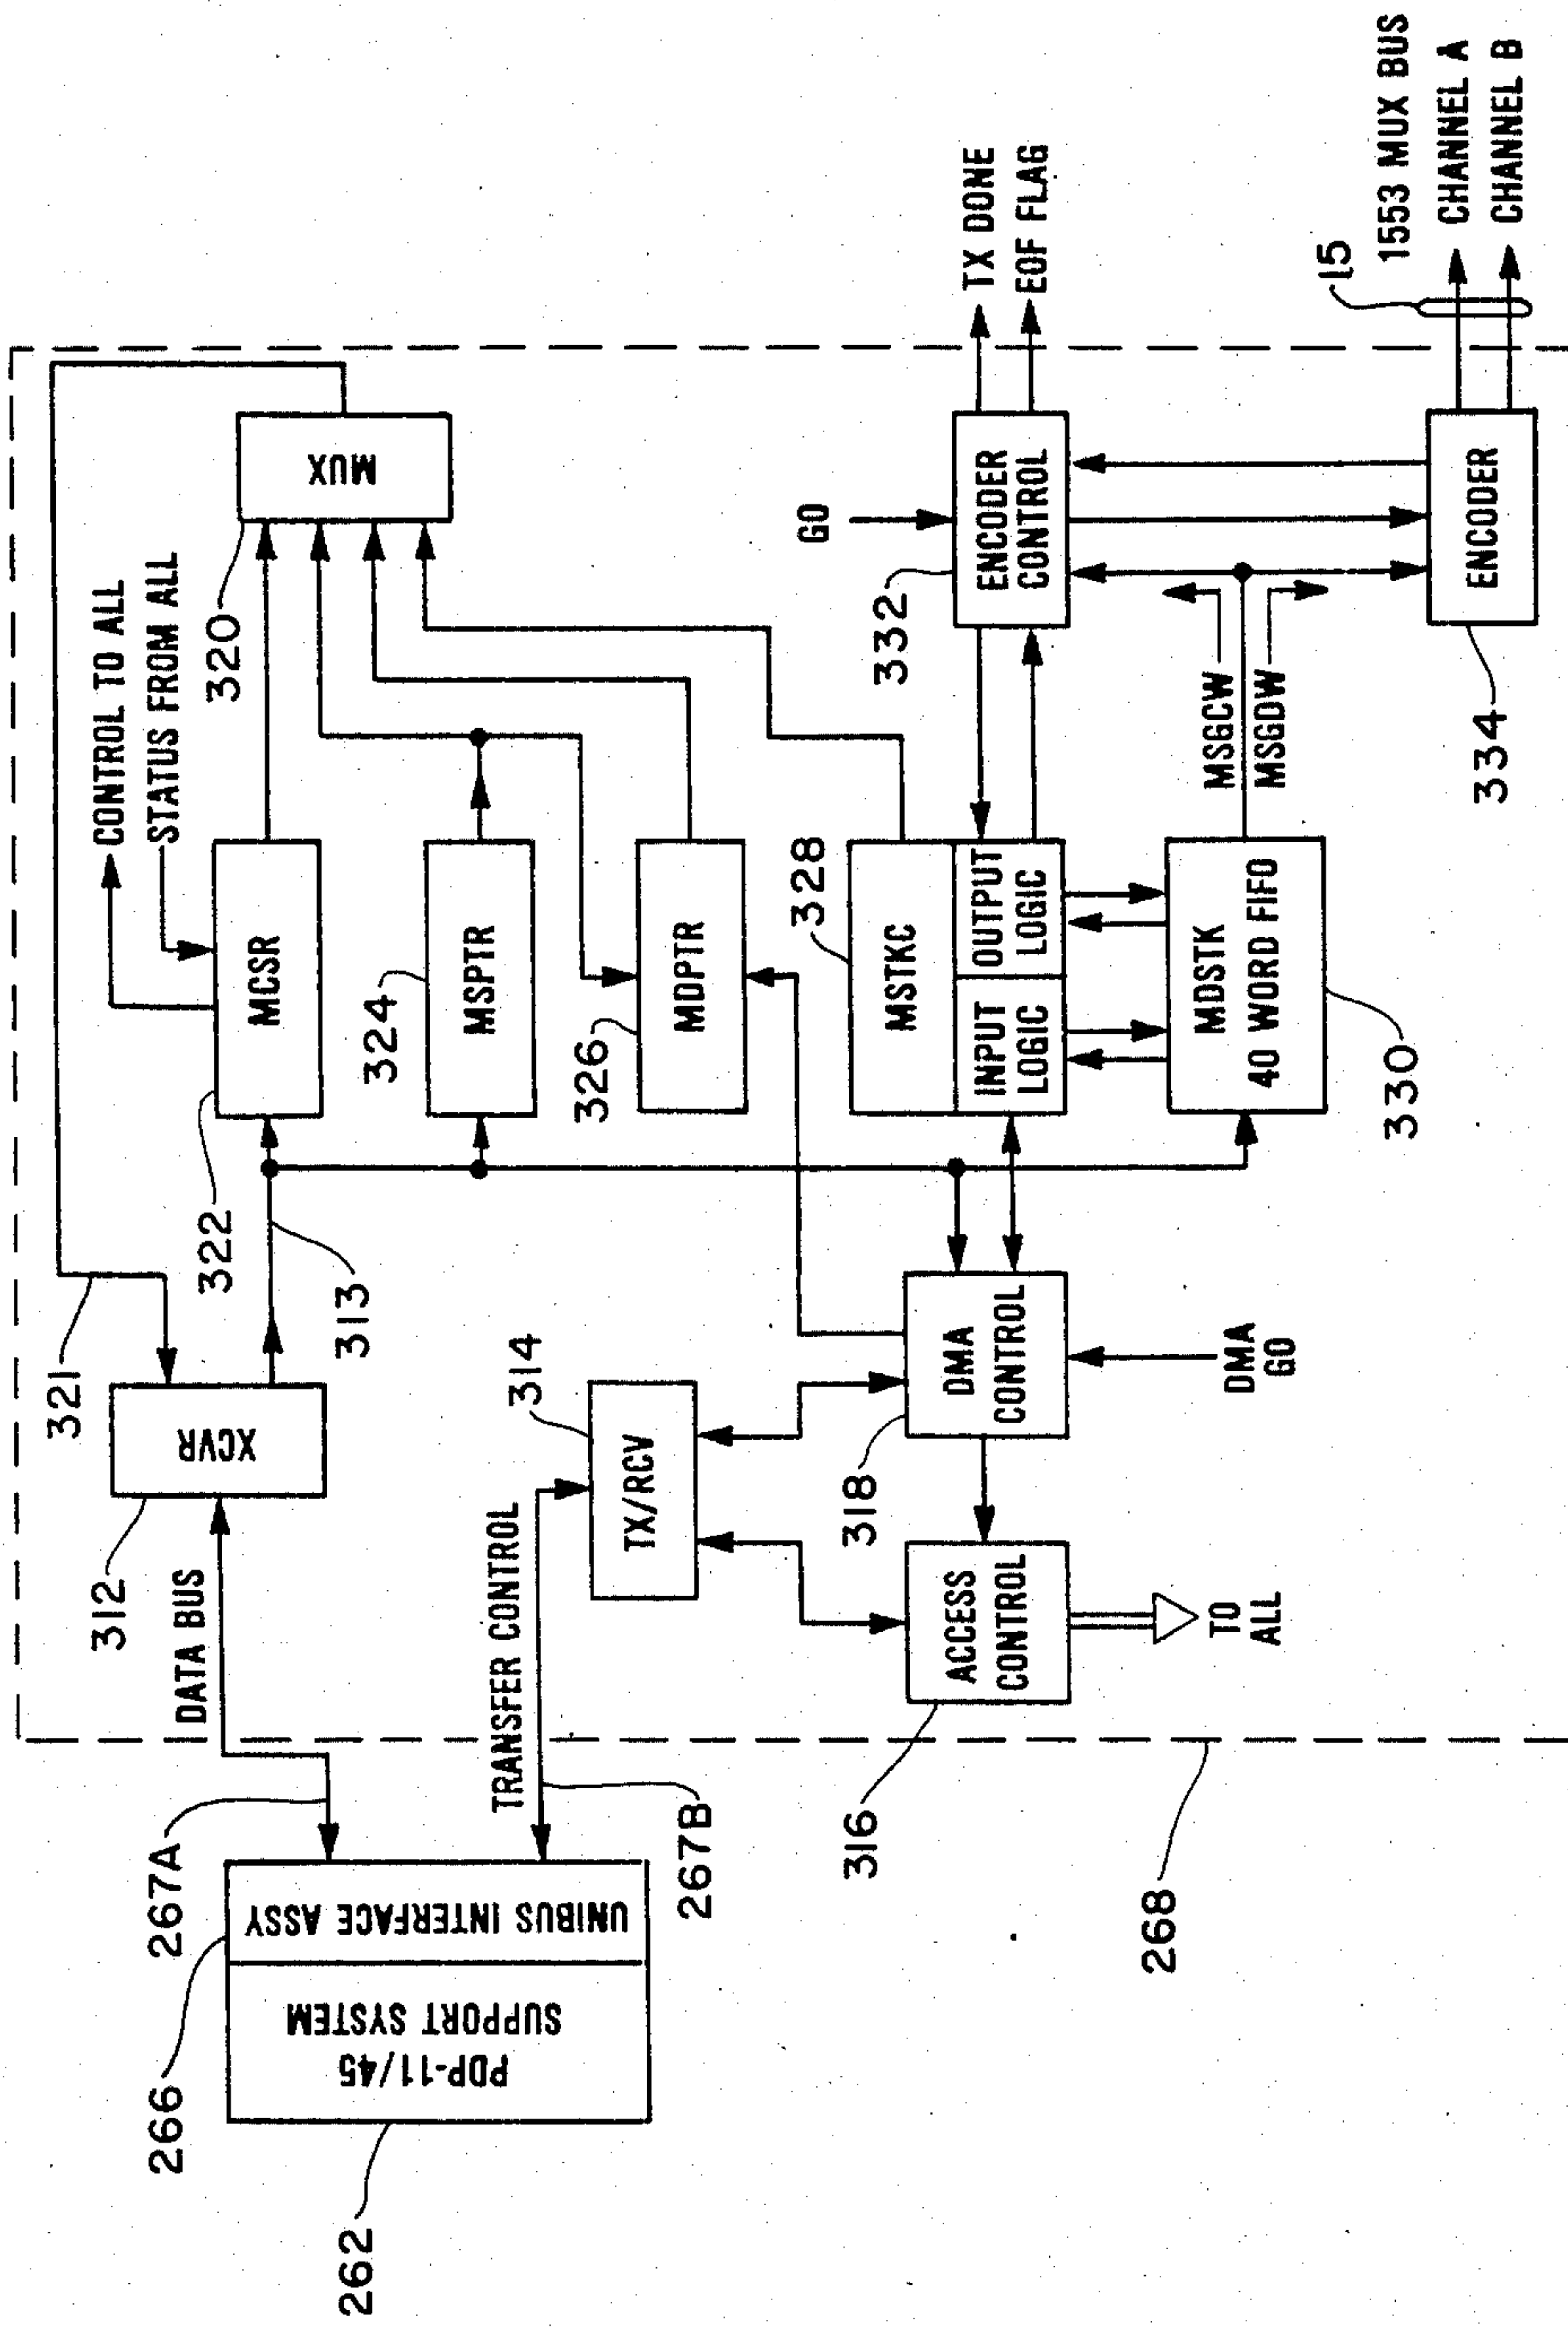 262
266
267A
PDP-11/45
SUPPORT SYSTEM
UNIBUS INTERFACE ASSY
267B
DATA BUS
TRANSFER CONTROL
268
312
XCVR
321
313
314
TX/RCV
316
ACCESS
CONTROL
TO
ALL
318
DMA
CONTROL
DMA
GO
CONTROL TO ALL
STATUS FROM ALL
322
MCSR
324
MSPTR
326
MDPTR
328
MSTKC
INPUT
LOGIC
OUTPUT
LOGIC
MDSTK
40 WORD FIFO
330
320
MUX
GO
332
ENCODER
CONTROL
TX DONE
EOF FLAG
MSGCW
MSGDW
334
ENCODER
15
1553 MUX BUS
CHANNEL A
CHANNEL B